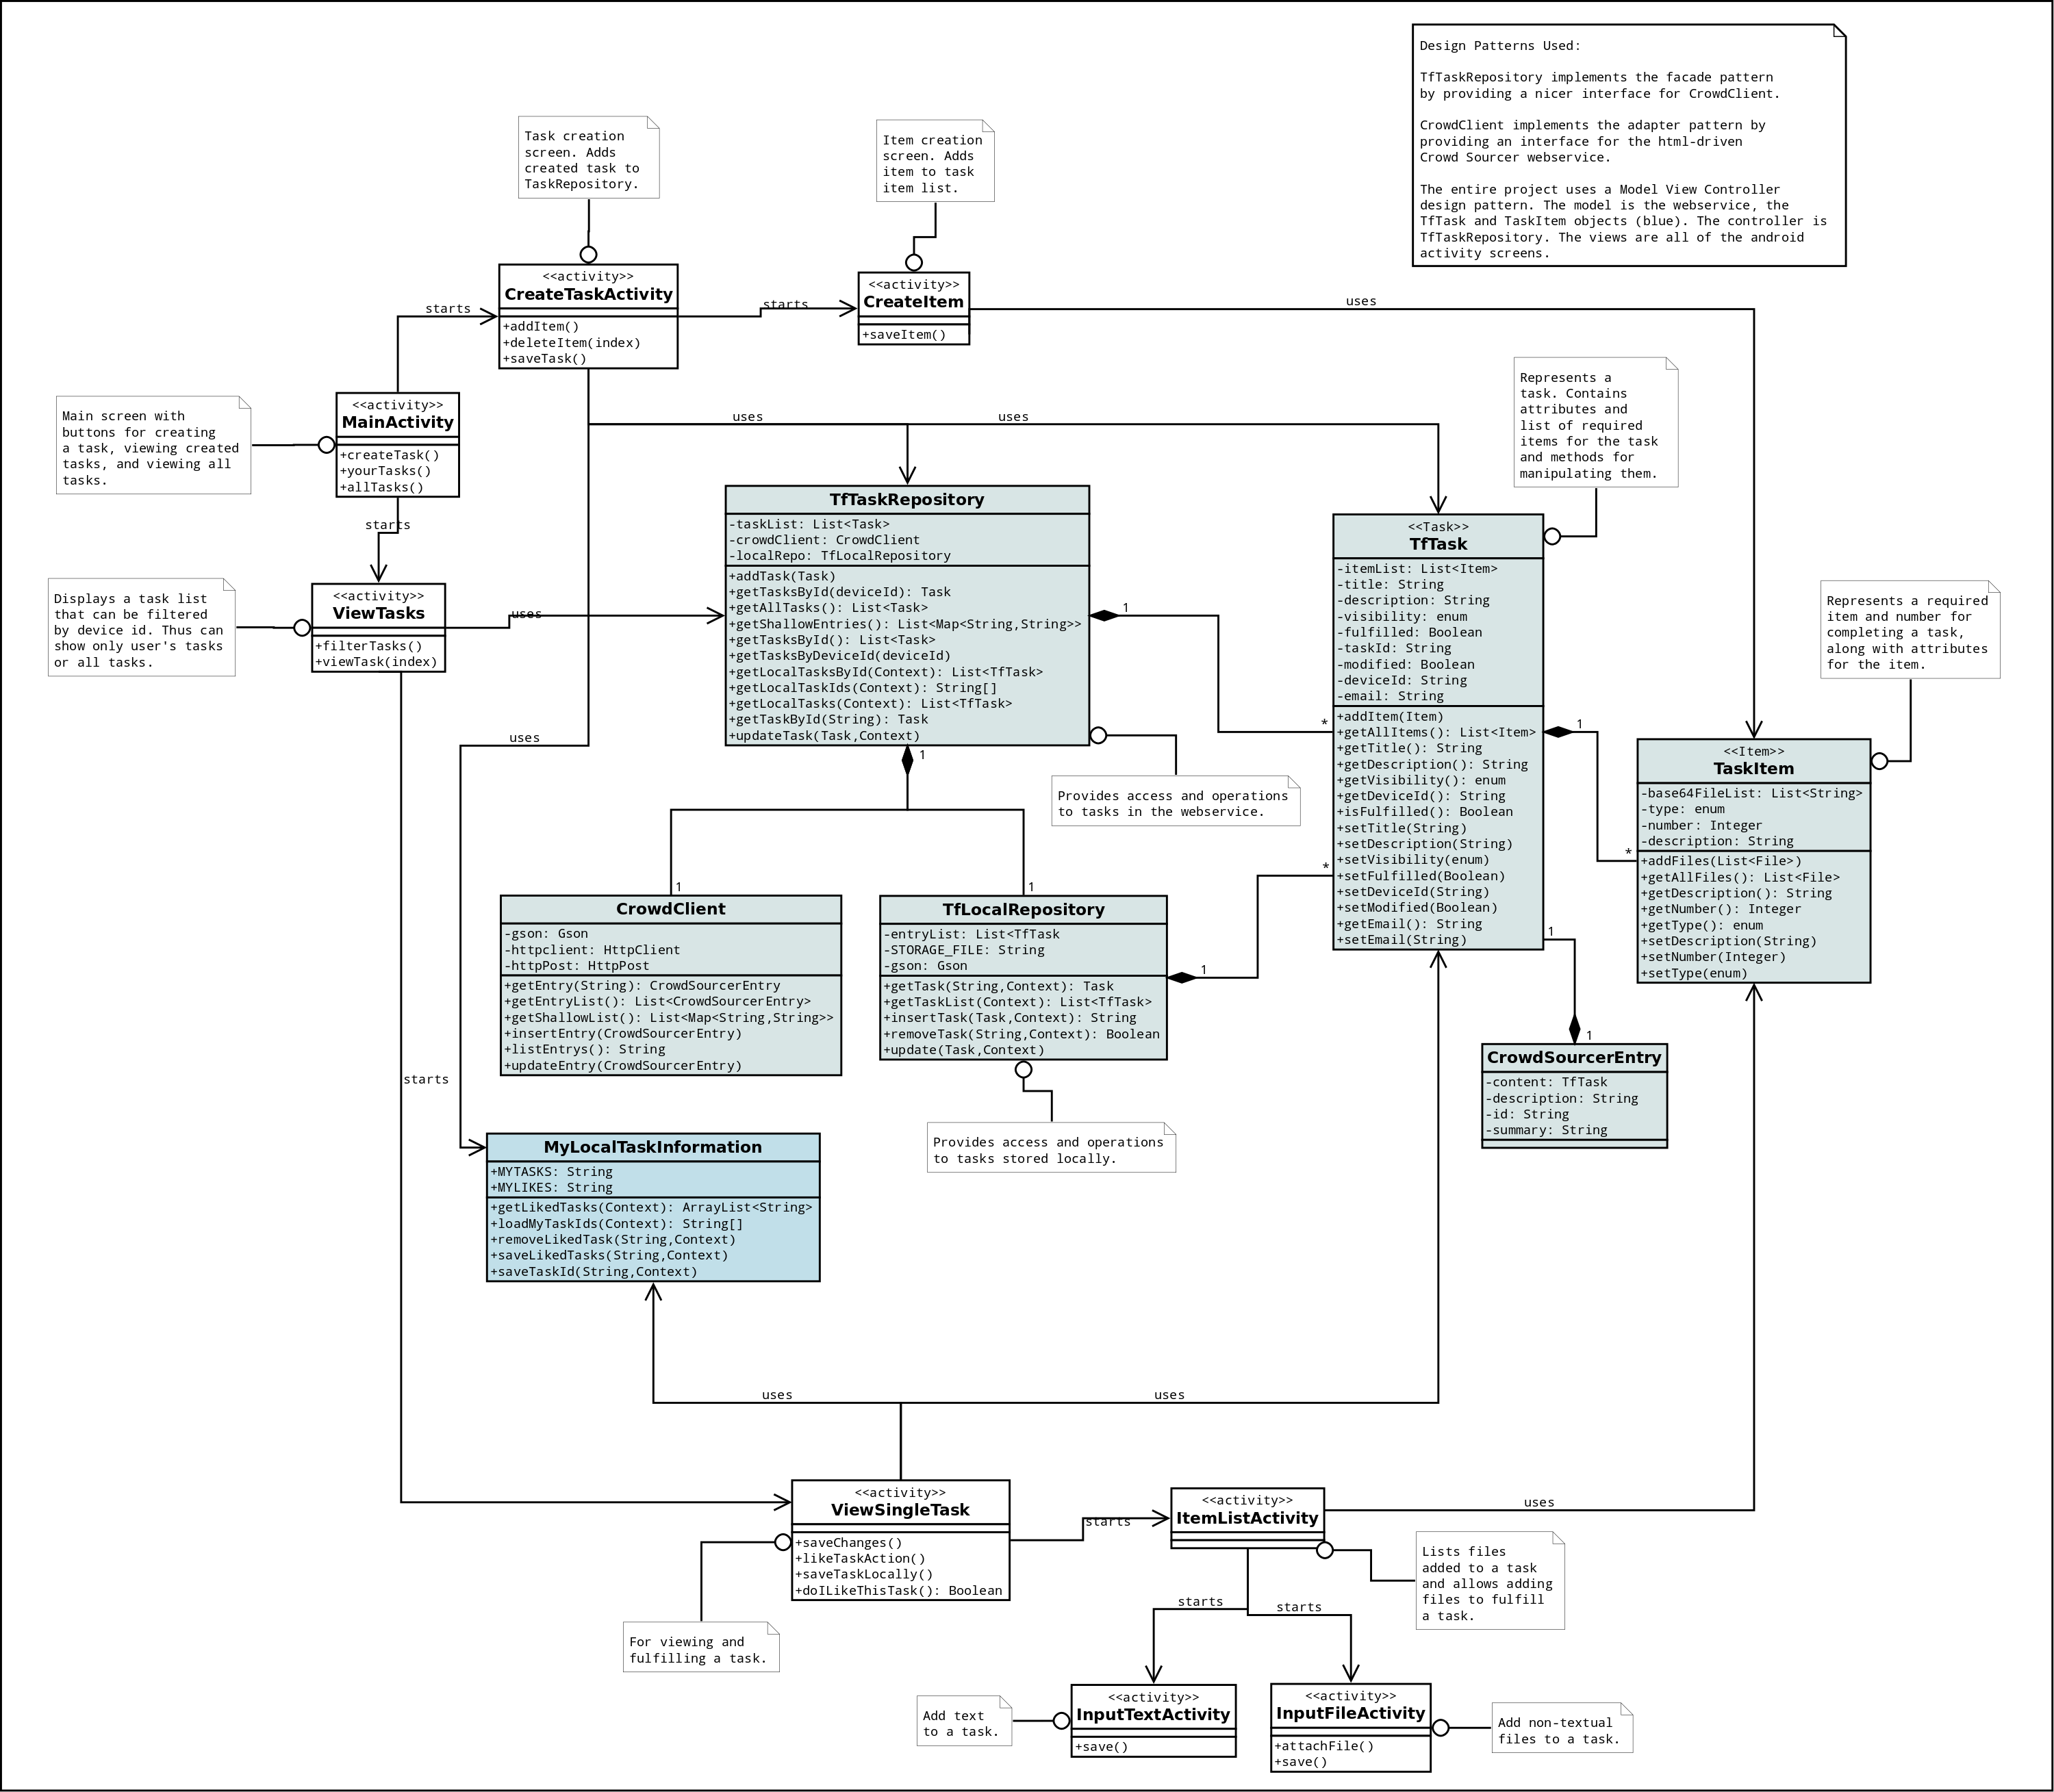 Design Patterns Used:
TfTaskRepository implements the facade pattern
by providing a nicer interface for CrowdClient.
CrowdClient implements the adapter pattern by
providing an interface for the html-driven
Crowd Sourcer webservice.
The entire project uses a Model View Controller
design pattern. The model is the webservice, the
TfTask and TaskItem objects (blue). The controller is
TfTaskRepository. The views are all of the android
activity screens.
Task creation
screen. Adds
created task to
TaskRepository.
Item creation
screen. Adds
item to task
item list.
<<activity>>
CreateTaskActivity
+addItem()
+deleteItem(index)
+saveTask()
starts
starts
<<activity>>
CreateItem
+saveItem()
uses
Main screen with
buttons for creating
a task, viewing created
tasks, and viewing all
tasks.
<<activity>>
MainActivity
+createTask()
+yourTasks()
+allTasks()
starts
uses
uses
Represents a
task. Contains
attributes and
list of required
items for the task
and methods for
manipulating them.
Displays a task list
that can be filtered
by device id. Thus can
show only user's tasks
or all tasks.
<<activity>>
ViewTasks
+filterTasks()
+viewTask(index)
uses
TfTaskRepository
-taskList: List<Task>
-crowdClient: CrowdClient
-localRepo: TfLocalRepository
+addTask(Task)
+getTasksById(deviceId): Task
+getAllTasks(): List<Task>
+getShallowEntries(): List<Map<String,String>>
+getTasksById(): List<Task>
+getTasksByDeviceId(deviceId)
+getLocalTasksById(Context): List<TfTask>
+getLocalTaskIds(Context): String[]
+getLocalTasks(Context): List<TfTask>
+getTaskById(String): Task
+updateTask(Task,Context)
1
*
1
<<Task>>
TfTask
-itemList: List<Item>
-title: String
-description: String
-visibility: enum
-fulfilled: Boolean
-taskId: String
-modified: Boolean
-deviceId: String
-email: String
+addItem(Item)
+getAllItems(): List<Item>
+getTitle(): String
+getDescription(): String
+getVisibility(): enum
+getDeviceId(): String
+isFulfilled(): Boolean
+setTitle(String)
+setDescription(String)
+setVisibility(enum)
+setFulfilled(Boolean)
+setDeviceId(String)
+setModified(Boolean)
+getEmail(): String
+setEmail(String)
1
*
Represents a required
item and number for
completing a task,
along with attributes
for the item.
<<Item>>
TaskItem
-base64FileList: List<String>
-type: enum
-number: Integer
-description: String
+addFiles(List<File>)
+getAllFiles(): List<File>
+getDescription(): String
+getNumber(): Integer
+getType(): enum
+setDescription(String)
+setNumber(Integer)
+setType(enum)
uses
Provides access and operations
to tasks in the webservice.
1
CrowdClient
-gson: Gson
-httpclient: HttpClient
-httpPost: HttpPost
+getEntry(String): CrowdSourcerEntry
+getEntryList(): List<CrowdSourcerEntry>
+getShallowList(): List<Map<String,String>>
+insertEntry(CrowdSourcerEntry)
+listEntrys(): String
+updateEntry(CrowdSourcerEntry)
1
TfLocalRepository
-entryList: List<TfTask
-STORAGE_FILE: String
-gson: Gson
+getTask(String,Context): Task
+getTaskList(Context): List<TfTask>
+insertTask(Task,Context): String
+removeTask(String,Context): Boolean
+update(Task,Context)
*
1
1
1
CrowdSourcerEntry
-content: TfTask
-description: String
-id: String
-summary: String
starts
Provides access and operations
to tasks stored locally.
MyLocalTaskInformation
+MYTASKS: String
+MYLIKES: String
+getLikedTasks(Context): ArrayList<String>
+loadMyTaskIds(Context): String[]
+removeLikedTask(String,Context)
+saveLikedTasks(String,Context)
+saveTaskId(String,Context)
uses
uses
<<activity>>
ViewSingleTask
+saveChanges()
+likeTaskAction()
+saveTaskLocally()
+doILikeThisTask(): Boolean
starts
<<activity>>
ItemListActivity
uses
Lists files
added to a task
and allows adding
files to fulfill
a task.
For viewing and
fulfilling a task.
starts
starts
Add text
to a task.
<<activity>>
InputTextActivity
+save()
<<activity>>
InputFileActivity
+attachFile()
+save()
Add non-textual
files to a task.